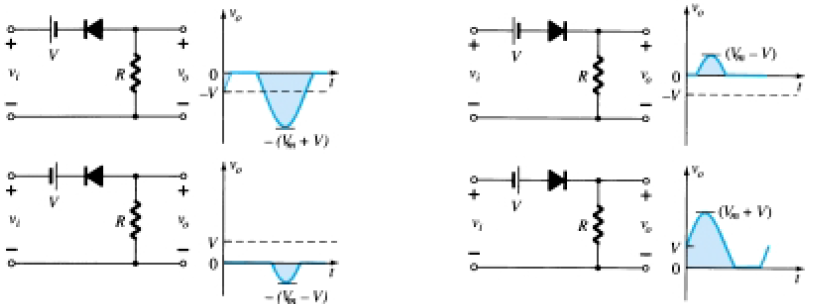 + V + v_o
v_i R v_o 0 t
−V
− −
− (V_m + V)
+ V + v_o
v_i R v_o V
0 t
− −
−(V_m − V)
+ V + v_o
v_i R v_o (V_m − V)
0 t
−V
− −
+ V + v_o
v_i R v_o (V_m + V)
V
0 t
− −